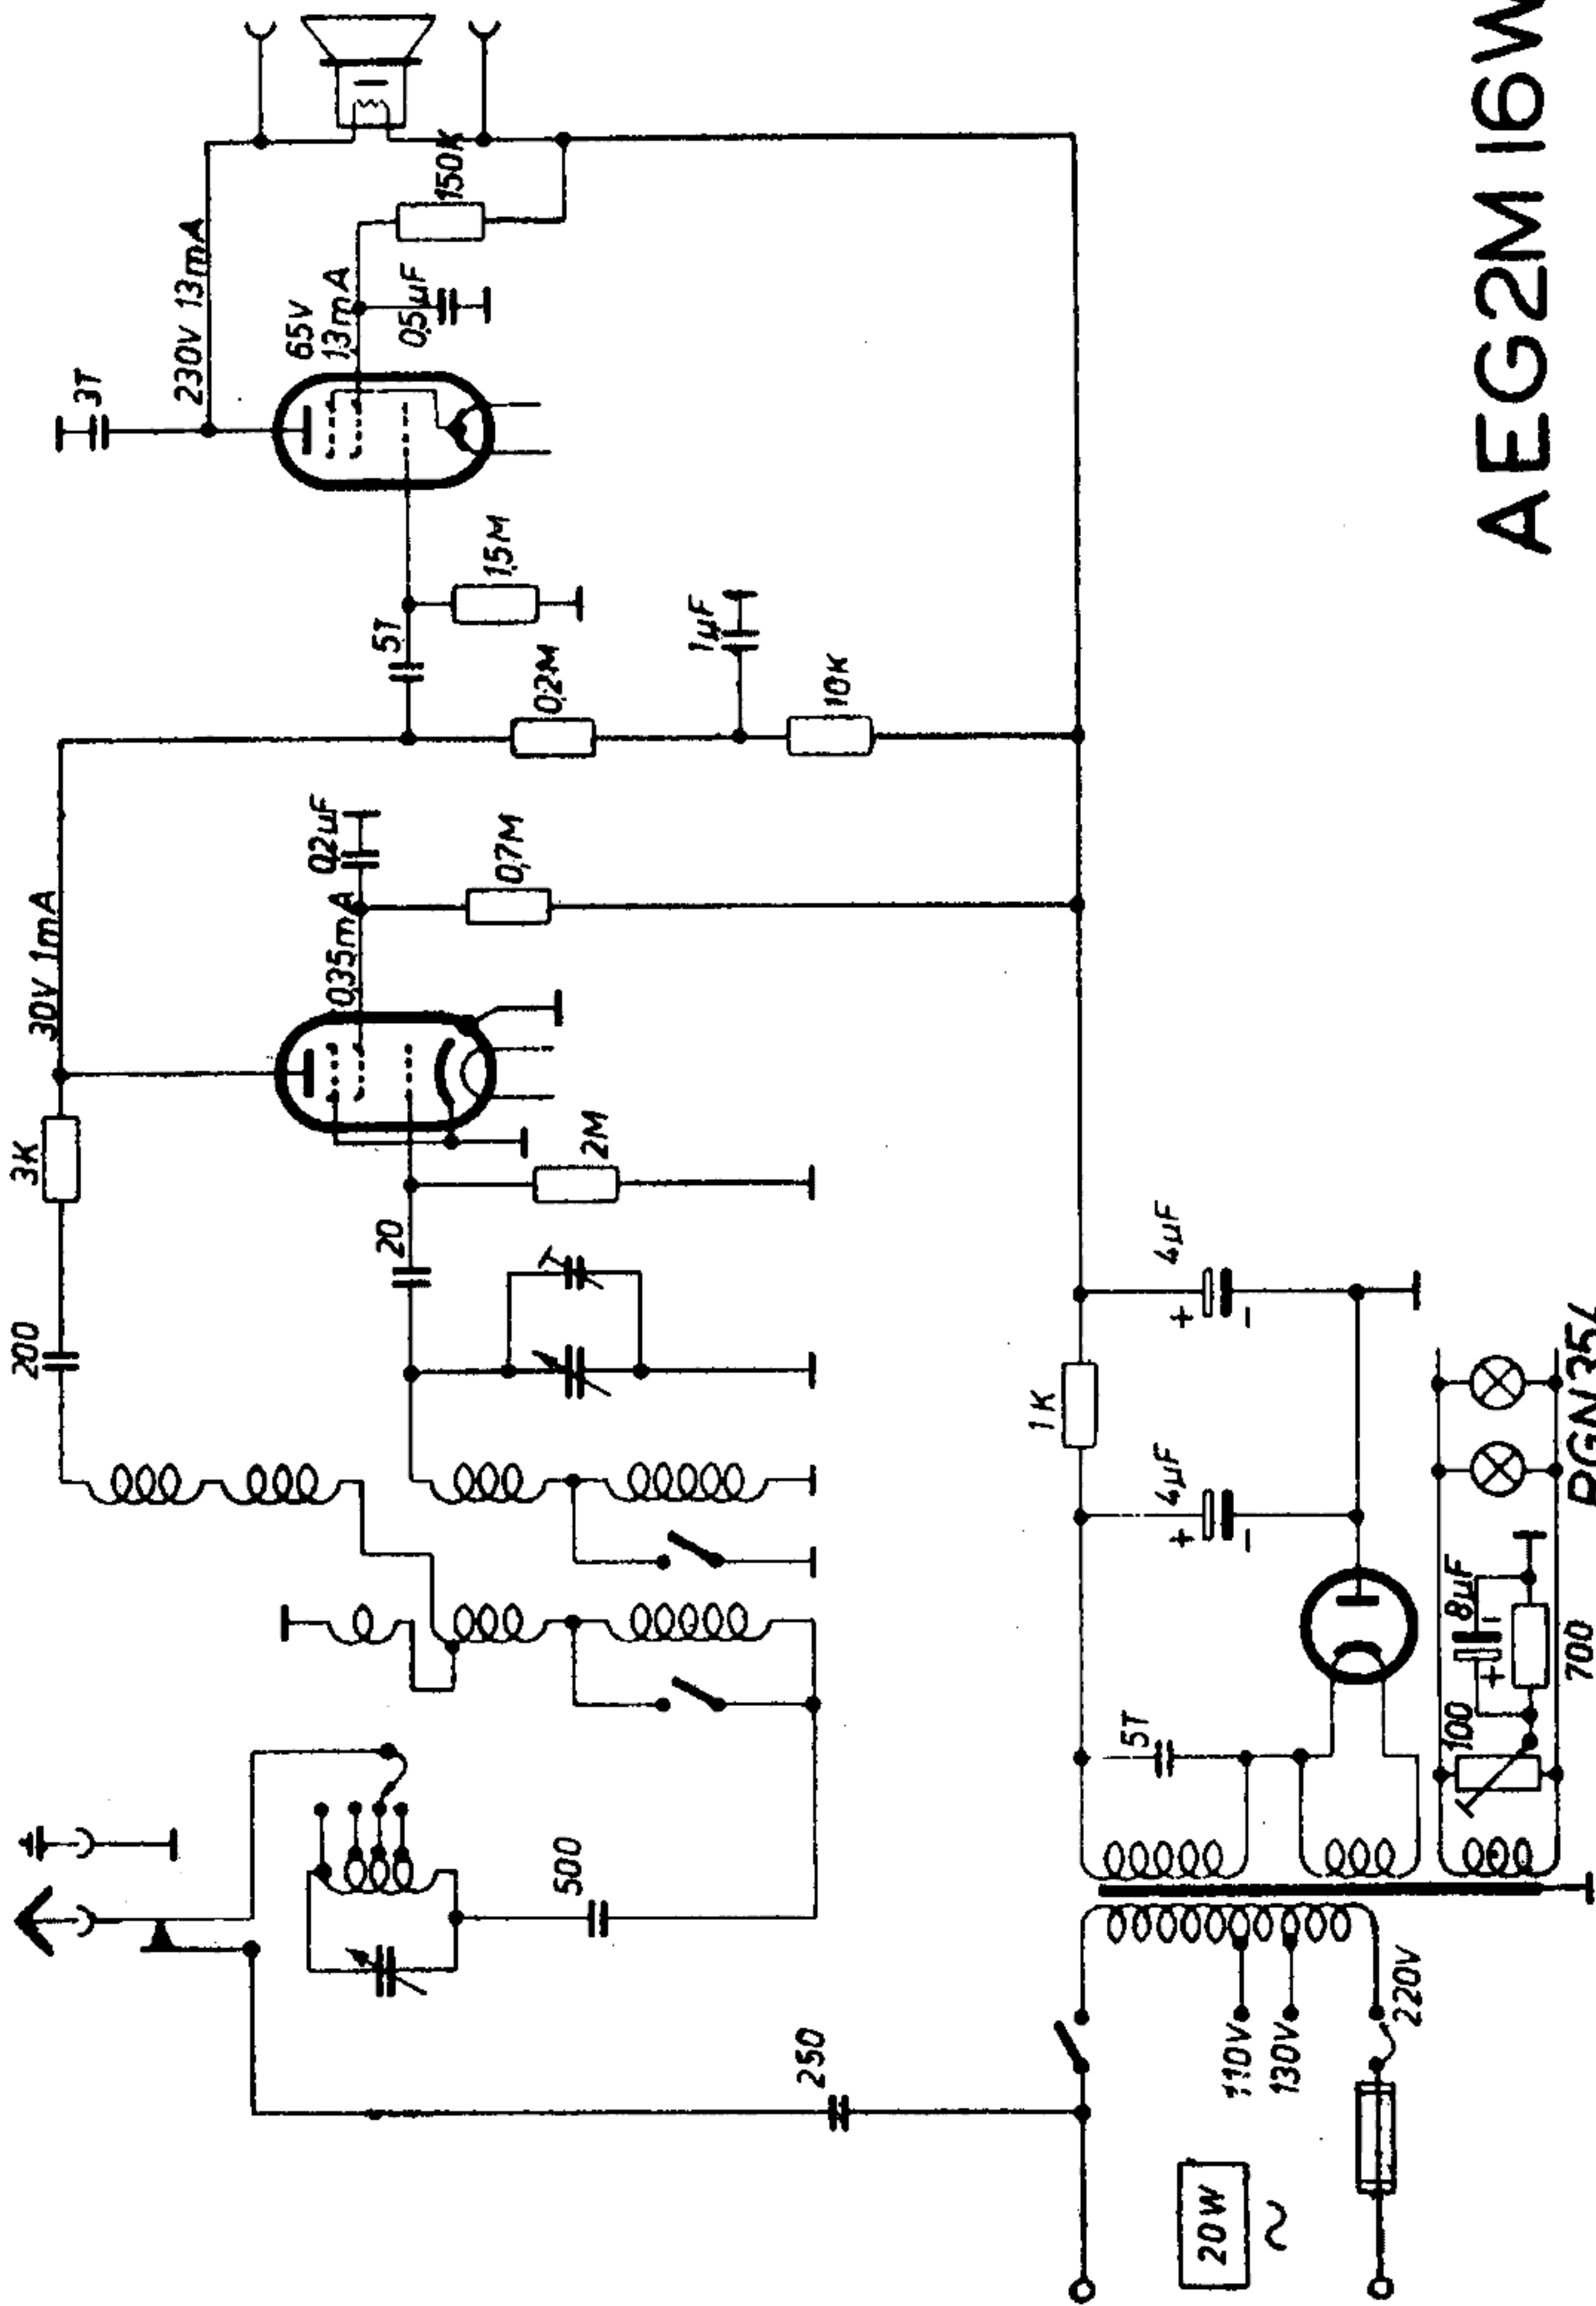 200
3K
30V 1mA
3T
230V 13mA
20
0,35mA
0,2µF
65V
1,3mA
0,5µF
150K
2M
0,7M
5T
1,5M
0,2M
1µF
10K
500
250
1K
4µF
4µF
5T
110V
130V
220V
20W
~
100
8µF
700
+
-
+
-
+
-
AEG2M16W